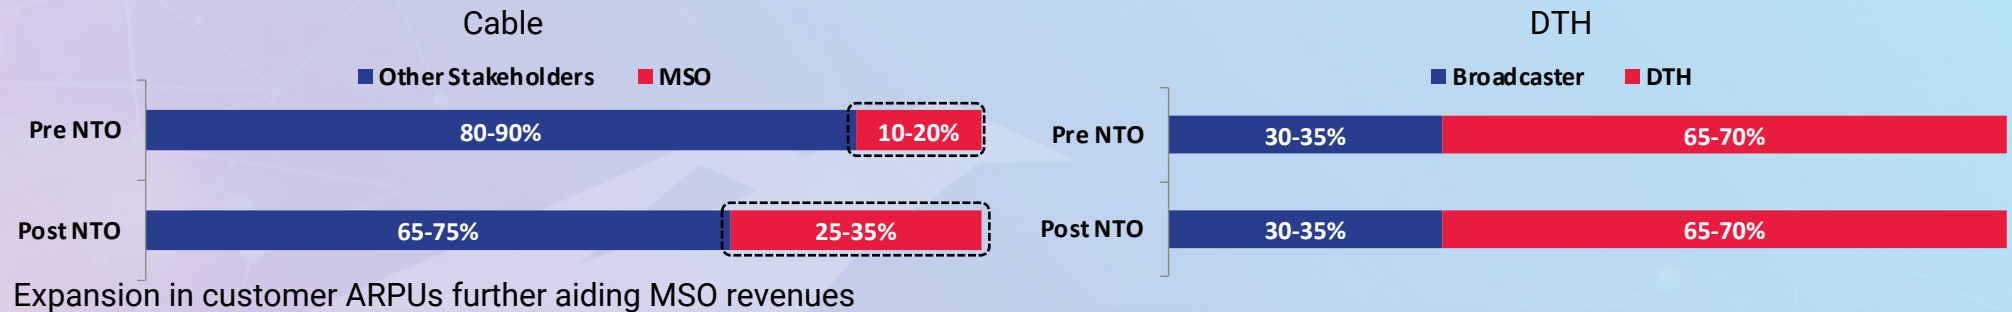 Cable
Other Stakeholders MSO
Pre NTO 80-90% 10-20%
Post NTO 65-75% 25-35%
DTH
Broadcaster DTH
Pre NTO 30-35% 65-70%
Post NTO 30-35% 65-70%
Expansion in customer ARPUs further aiding MSO revenues